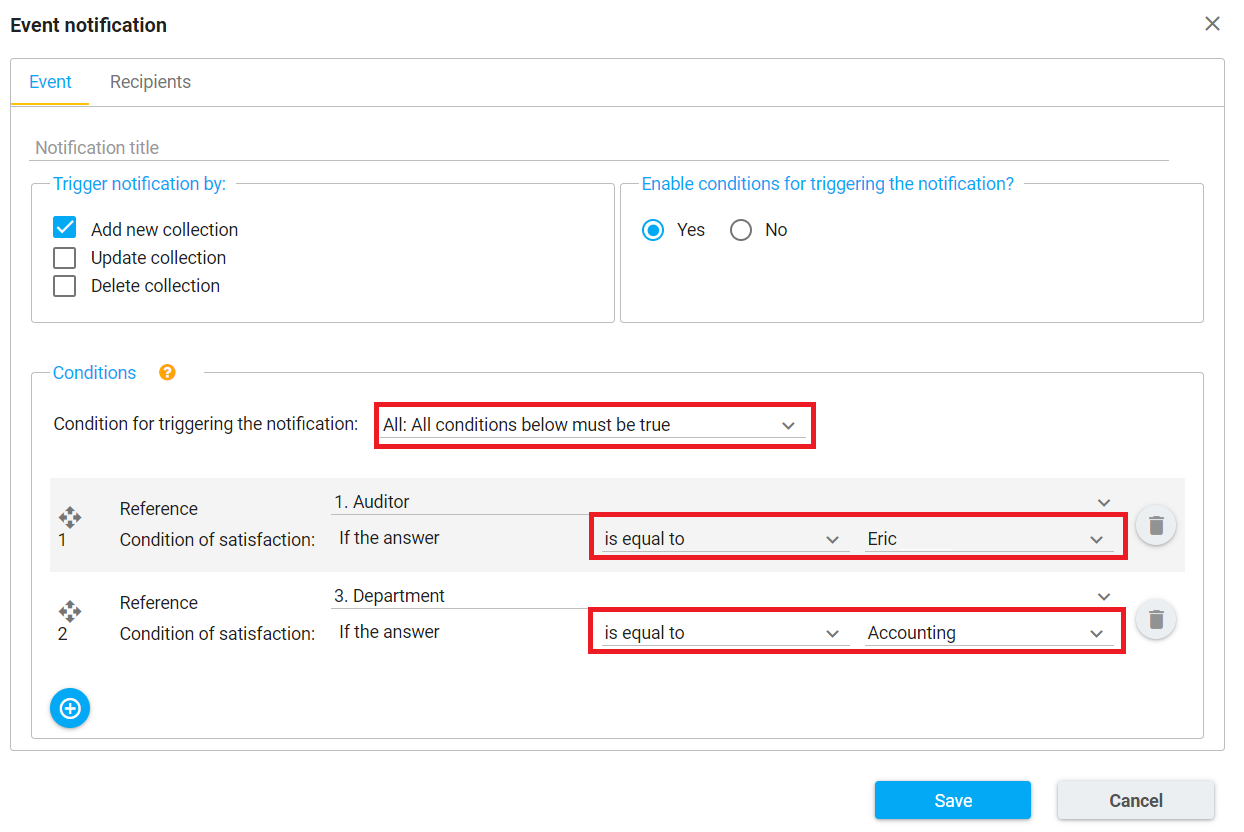 Event notification
Event Recipients
Notification title
Trigger notification by:
Add new collection
Update collection
Delete collection
Enable conditions for triggering the notification?
Yes No
Conditions ?
Condition for triggering the notification: All: All conditions below must be true
Reference 1. Auditor
1 Condition of satisfaction: If the answer is equal to Eric
Reference 3. Department
2 Condition of satisfaction: If the answer is equal to Accounting
Save Cancel